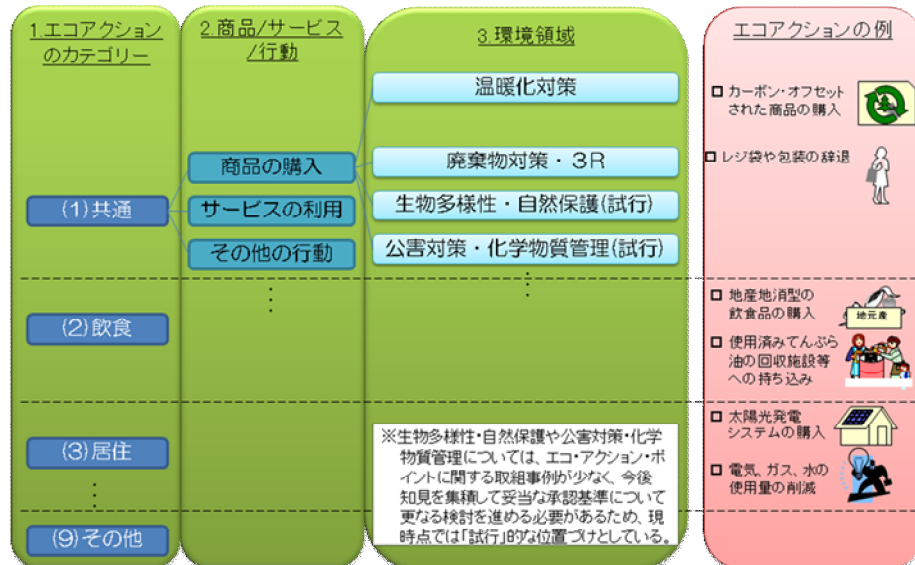 1.エコアクション
のカテゴリー
2.商品/サービス
/行動
3.環境領域
エコアクションの例
(1)共通
商品の購入
サービスの利用
その他の行動
温暖化対策
廃棄物対策・3R
生物多様性・自然保護(試行)
公害対策・化学物質管理(試行)
□ カーボン・オフセット
された商品の購入
□ レジ袋や包装の辞退
(2)飲食
□ 地産地消型の
飲食品の購入
地元産
□ 使用済みてんぷら
油の回収施設等
への持ち込み
(3)居住
(9)その他
※生物多様性・自然保護や公害対策・化学
物質管理については、エコ・アクション・ポ
イントに関する取組事例が少なく、今後
知見を集積して妥当な承認基準について
更なる検討を進める必要があるため、現
時点では「試行」的な位置づけとしている。
□ 太陽光発電
システムの購入
□ 電気、ガス、水の
使用量の削減